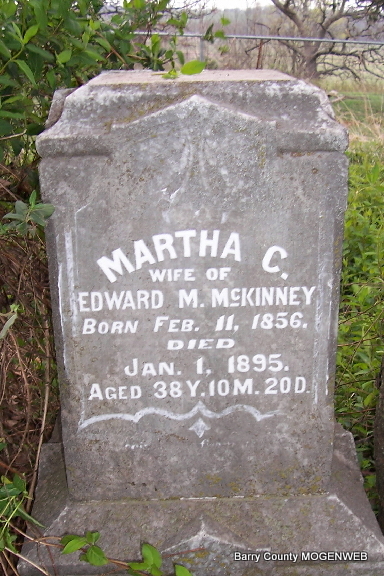 MARTHA C.
WIFE OF
EDWARD M. McKINNEY
BORN FEB. 11, 1856.
DIED
JAN. 1, 1895.
AGED 38Y. 10M. 20D.
Barry County MOGENWEB